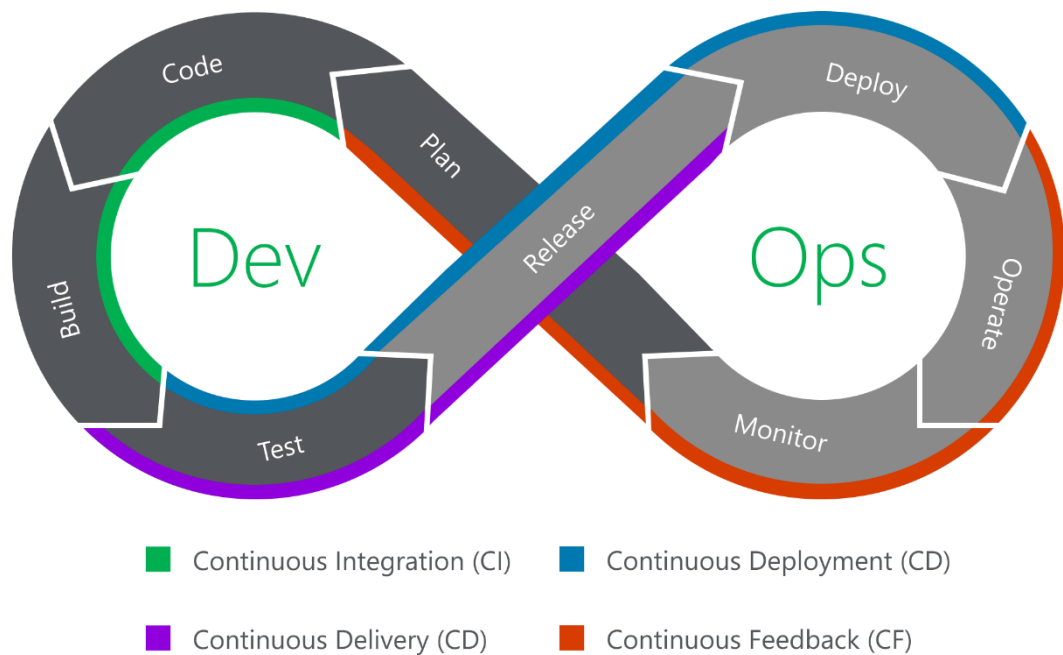 Code
Plan
Build
Test
Dev
Release
Deploy
Operate
Monitor
Ops
Continuous Integration (CI)
Continuous Deployment (CD)
Continuous Delivery (CD)
Continuous Feedback (CF)